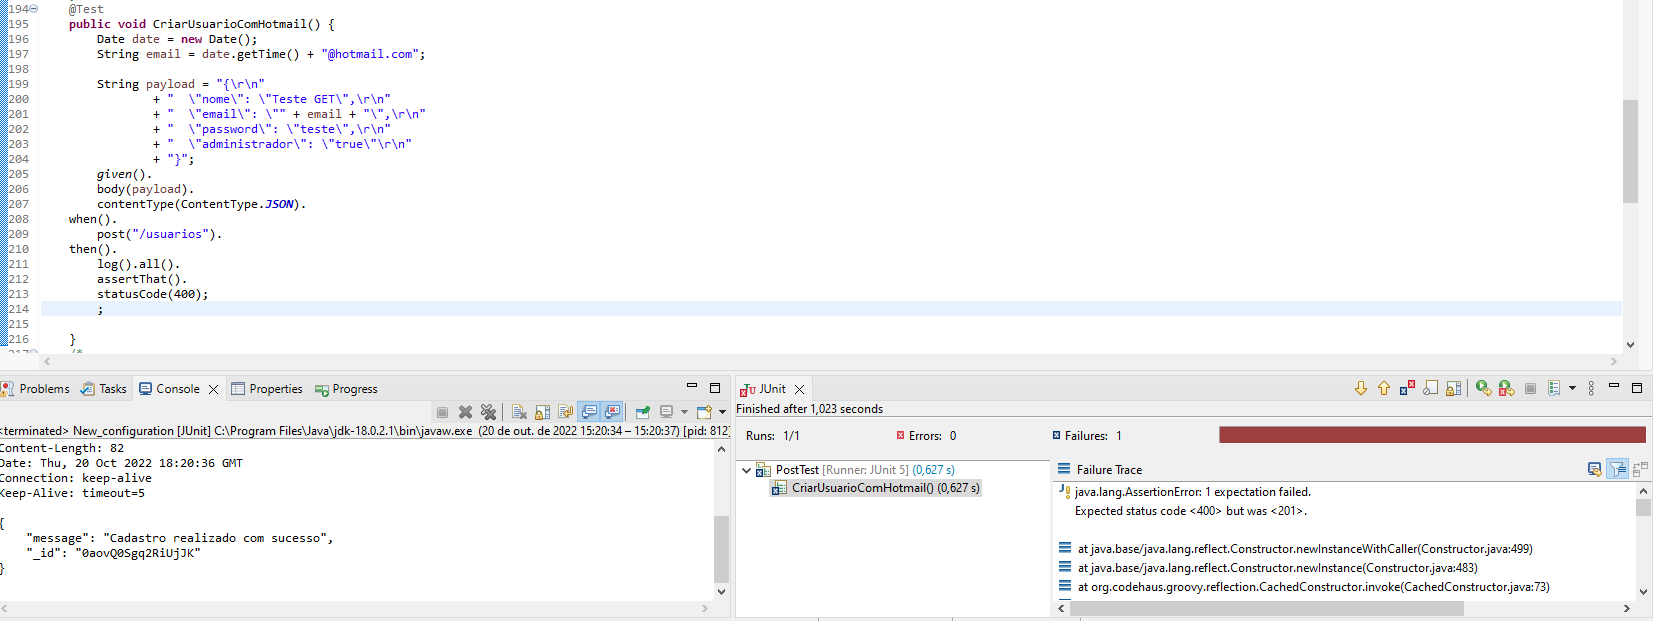 194 @Test
195 public void CriarUsuarioComHotmail() {
196 Date date = new Date();
197 String email = date.getTime() + "@hotmail.com";
198
199 String payload = "{\r\n"
200 + "  \"nome\": \"Teste GET\",\r\n"
201 + "  \"email\": \"" + email + "\",\r\n"
202 + "  \"password\": \"teste\",\r\n"
203 + "  \"administrador\": \"true\"\r\n"
204 + "}";
205 given().
206 body(payload).
207 contentType(ContentType.JSON).
208 when().
209 post("/usuarios").
210 then().
211 log().all().
212 assertThat().
213 statusCode(400);
214 ;
215
216 }
217 /*
Problems Tasks Console Properties Progress
<terminated> New_configuration [JUnit] C:\Program Files\Java\jdk-18.0.2.1\bin\javaw.exe (20 de out. de 2022 15:20:34 – 15:20:37) [pid: 812]
Content-Length: 82
Date: Thu, 20 Oct 2022 18:20:36 GMT
Connection: keep-alive
Keep-Alive: timeout=5
{
"message": "Cadastro realizado com sucesso",
"_id": "0aovQ0Sgq2RiUjJK"
}
JUnit
Finished after 1,023 seconds
Runs: 1/1 Errors: 0 Failures: 1
PostTest [Runner: JUnit 5] (0,627 s)
CriarUsuarioComHotmail() (0,627 s)
Failure Trace
java.lang.AssertionError: 1 expectation failed.
Expected status code <400> but was <201>.
at java.base/java.lang.reflect.Constructor.newInstanceWithCaller(Constructor.java:499)
at java.base/java.lang.reflect.Constructor.newInstance(Constructor.java:483)
at org.codehaus.groovy.reflection.CachedConstructor.invoke(CachedConstructor.java:73)